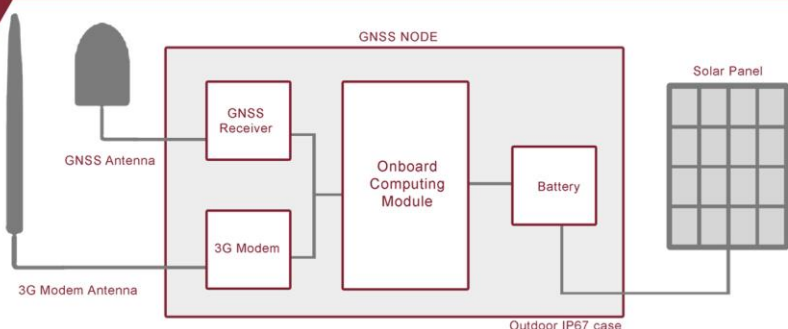 GNSS NODE
Solar Panel
GNSS
Receiver
GNSS Antenna
Onboard
Computing
Module
Battery
3G Modem
3G Modem Antenna
Outdoor IP67 case